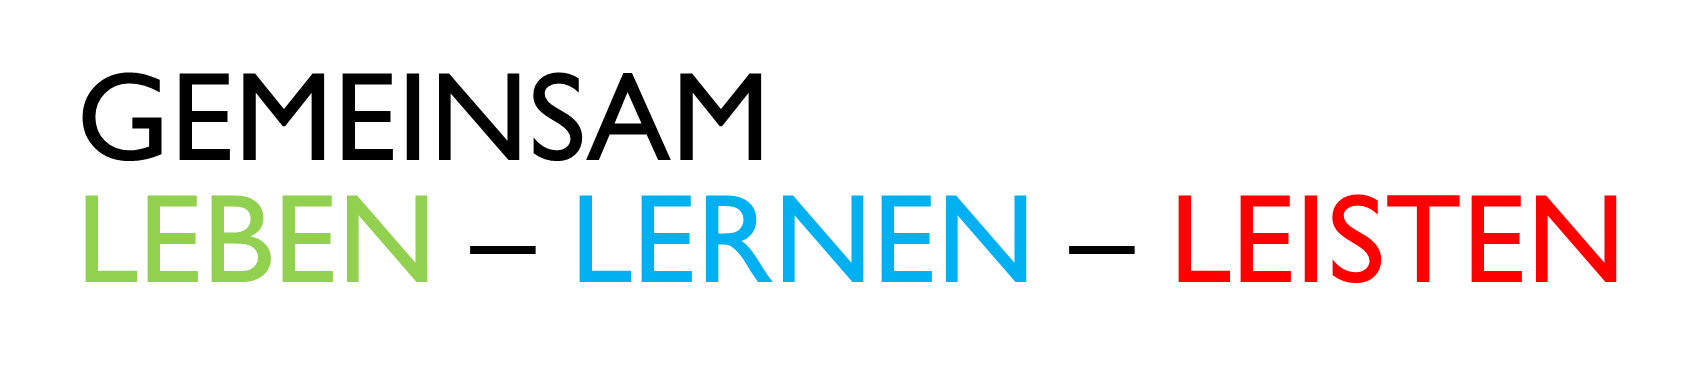 GEMEINSAM
LEBEN – LERNEN – LEISTEN